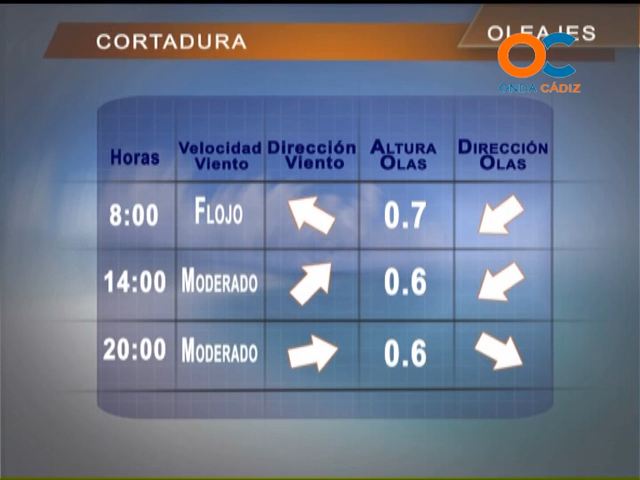 CORTADURA
OLEAJES
OC
ONDA CÁDIZ
Horas Velocidad Viento Dirección Viento ALTURA OLAS DIRECCIÓN OLAS
8:00 FLOJO 0.7
14:00 MODERADO 0.6
20:00 MODERADO 0.6